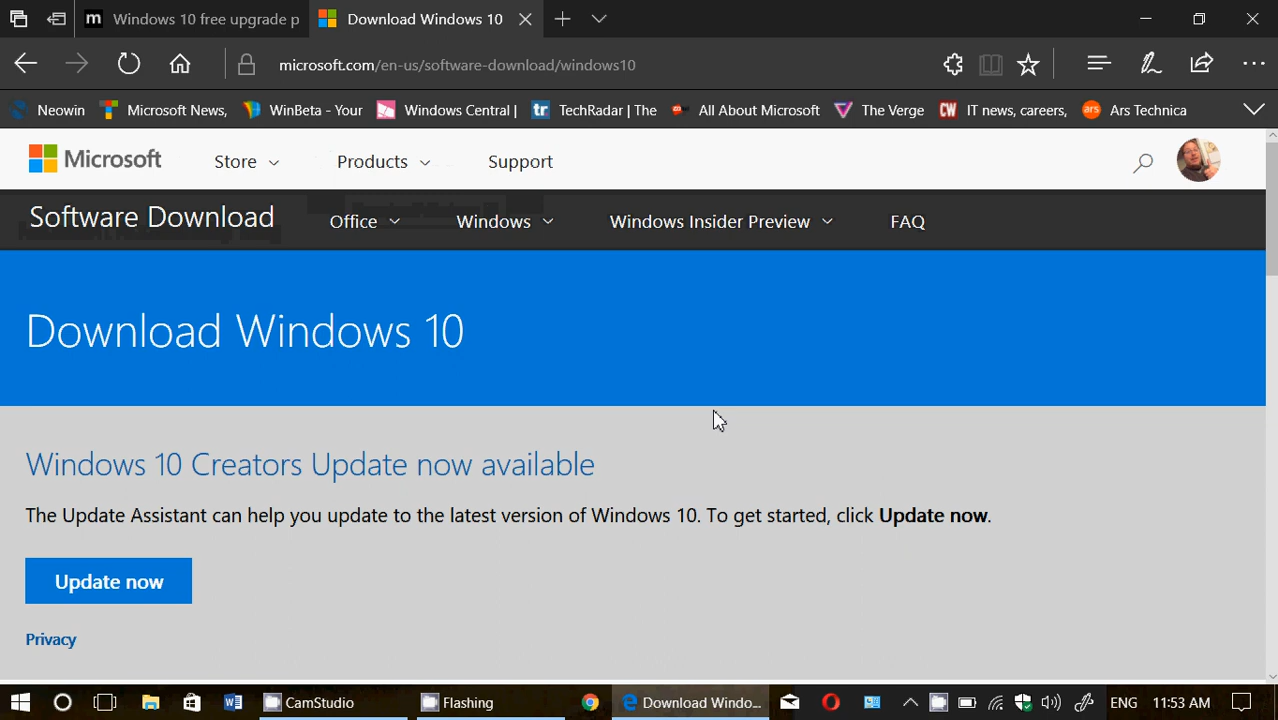 Windows 10 free upgrade p
Download Windows 10
microsoft.com/en-us/software-download/windows10
Neowin
Microsoft News,
WinBeta - Your
Windows Central |
tr
TechRadar | The
All About Microsoft
The Verge
CW
IT news, careers,
ars
Ars Technica
Microsoft
Store
Products
Support
Software Download
Office
Windows
Windows Insider Preview
FAQ
Download Windows 10
Windows 10 Creators Update now available
The Update Assistant can help you update to the latest version of Windows 10. To get started, click Update now.
Update now
Privacy
CamStudio
Flashing
Download Windo...
ENG
11:53 AM